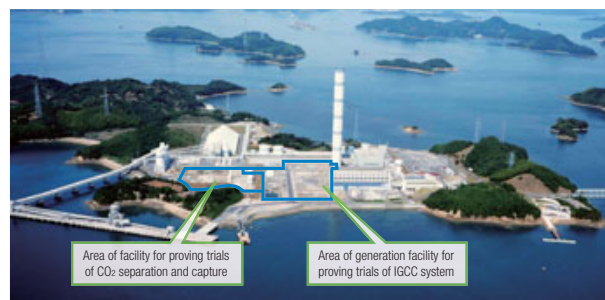 Area of facility for proving trials
of CO₂ separation and capture
Area of generation facility for
proving trials of IGCC system